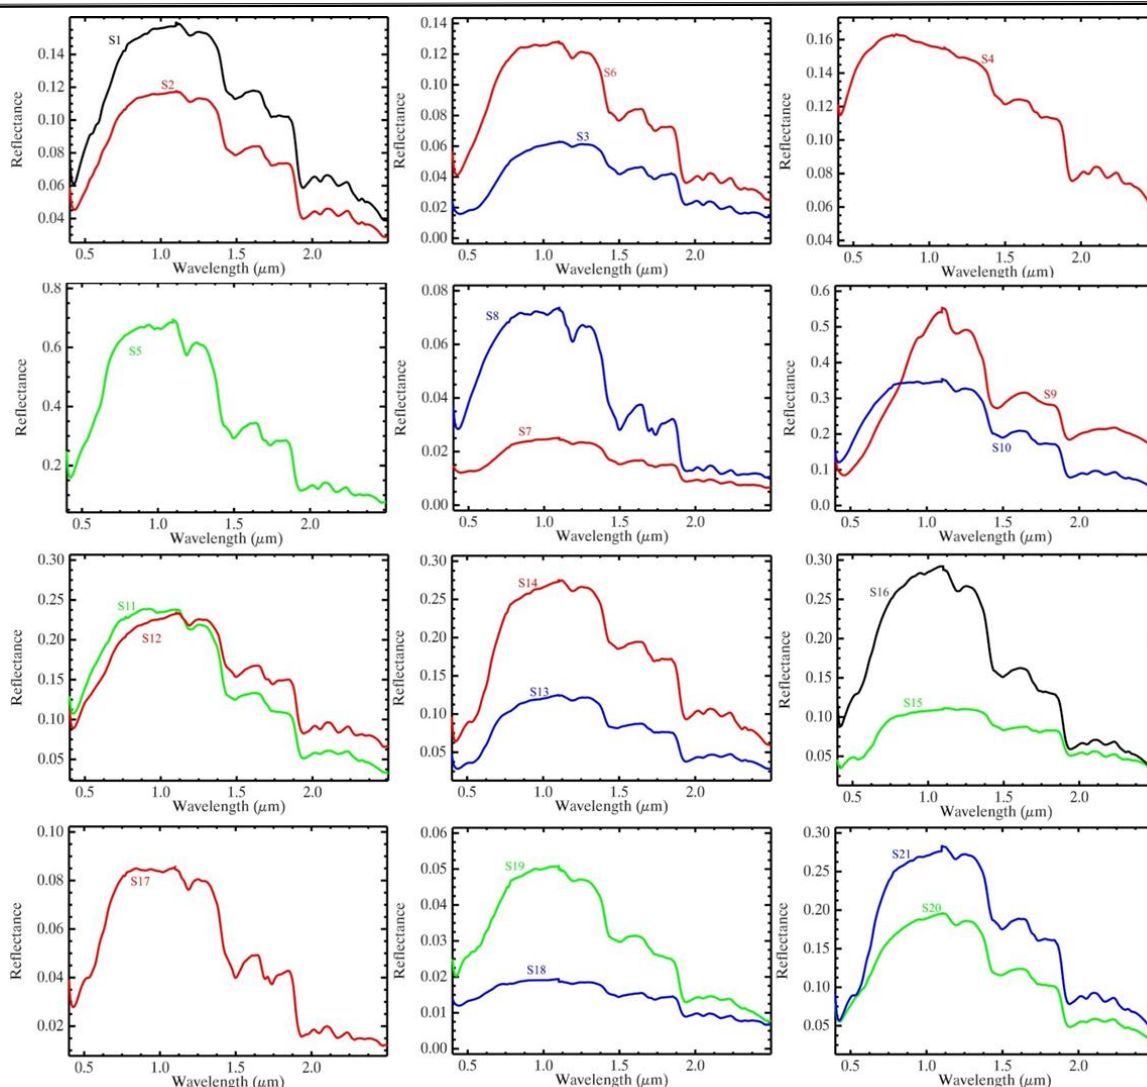 S1
S2
0.14
0.12
0.10
0.08
0.06
0.04
Reflectance
0.5 1.0 1.5 2.0
Wavelength (μm)
S6
S3
0.14
0.12
0.10
0.08
0.06
0.04
0.02
0.00
Reflectance
0.5 1.0 1.5 2.0
Wavelength (μm)
S4
0.16
0.14
0.12
0.10
0.08
0.06
0.04
Reflectance
0.5 1.0 1.5 2.0
Wavelength (μm)
S5
0.8
0.6
0.4
0.2
Reflectance
0.5 1.0 1.5 2.0
Wavelength (μm)
S8
S7
0.08
0.06
0.04
0.02
0.00
Reflectance
0.5 1.0 1.5 2.0
Wavelength (μm)
S9
S10
0.6
0.5
0.4
0.3
0.2
0.1
0.0
Reflectance
0.5 1.0 1.5 2.0
Wavelength (μm)
S11
S12
0.30
0.25
0.20
0.15
0.10
0.05
Reflectance
0.5 1.0 1.5 2.0
Wavelength (μm)
S14
S13
0.30
0.25
0.20
0.15
0.10
0.05
Reflectance
0.5 1.0 1.5 2.0
Wavelength (μm)
S16
S15
0.30
0.25
0.20
0.15
0.10
0.05
Reflectance
0.5 1.0 1.5 2.0
Wavelength (μm)
S17
0.10
0.08
0.06
0.04
0.02
Reflectance
0.5 1.0 1.5 2.0
Wavelength (μm)
S19
S18
0.06
0.05
0.04
0.03
0.02
0.01
0.00
Reflectance
0.5 1.0 1.5 2.0
Wavelength (μm)
S21
S20
0.30
0.25
0.20
0.15
0.10
0.05
Reflectance
0.5 1.0 1.5 2.0
Wavelength (μm)